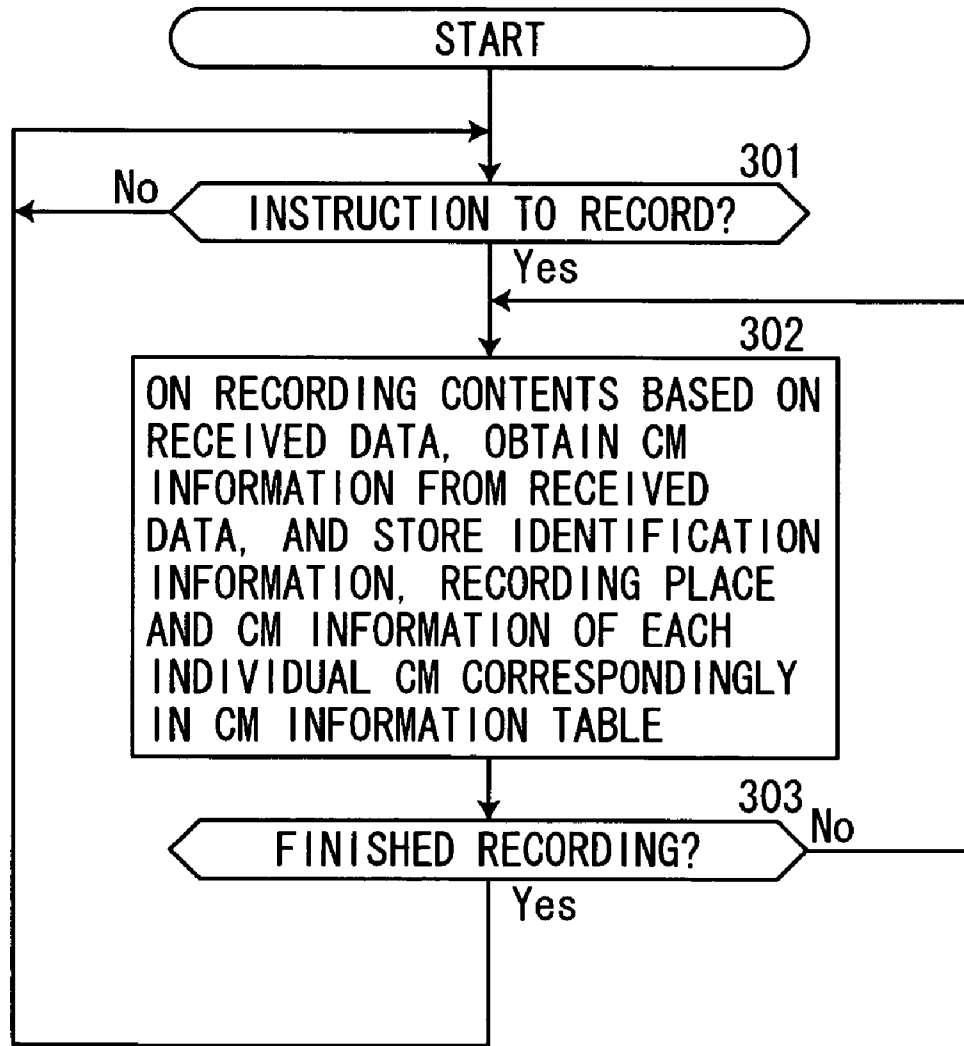 START
301
No
INSTRUCTION TO RECORD?
Yes
302
ON RECORDING CONTENTS BASED ON
RECEIVED DATA, OBTAIN CM
INFORMATION FROM RECEIVED
DATA, AND STORE IDENTIFICATION
INFORMATION, RECORDING PLACE
AND CM INFORMATION OF EACH
INDIVIDUAL CM CORRESPONDINGLY
IN CM INFORMATION TABLE
303
No
FINISHED RECORDING?
Yes